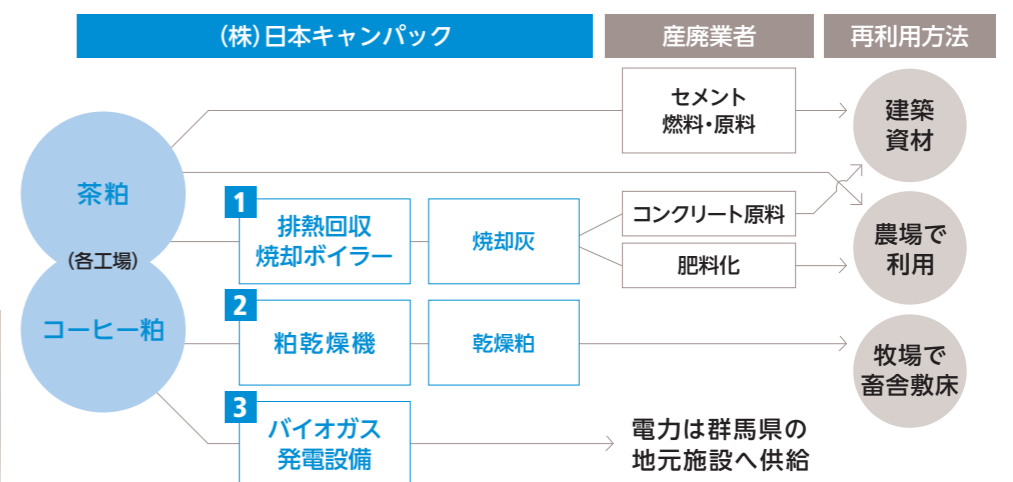 (株)日本キャンパック
産廃業者
再利用方法
セメント
燃料・原料
建築
資材
茶粕
1
排熱回収
焼却ボイラー
焼却灰
コンクリート原料
肥料化
農場で
利用
(各工場)
コーヒー粕
2
粕乾燥機
乾燥粕
牧場で
畜舎敷床
3
バイオガス
発電設備
電力は群馬県の
地元施設へ供給